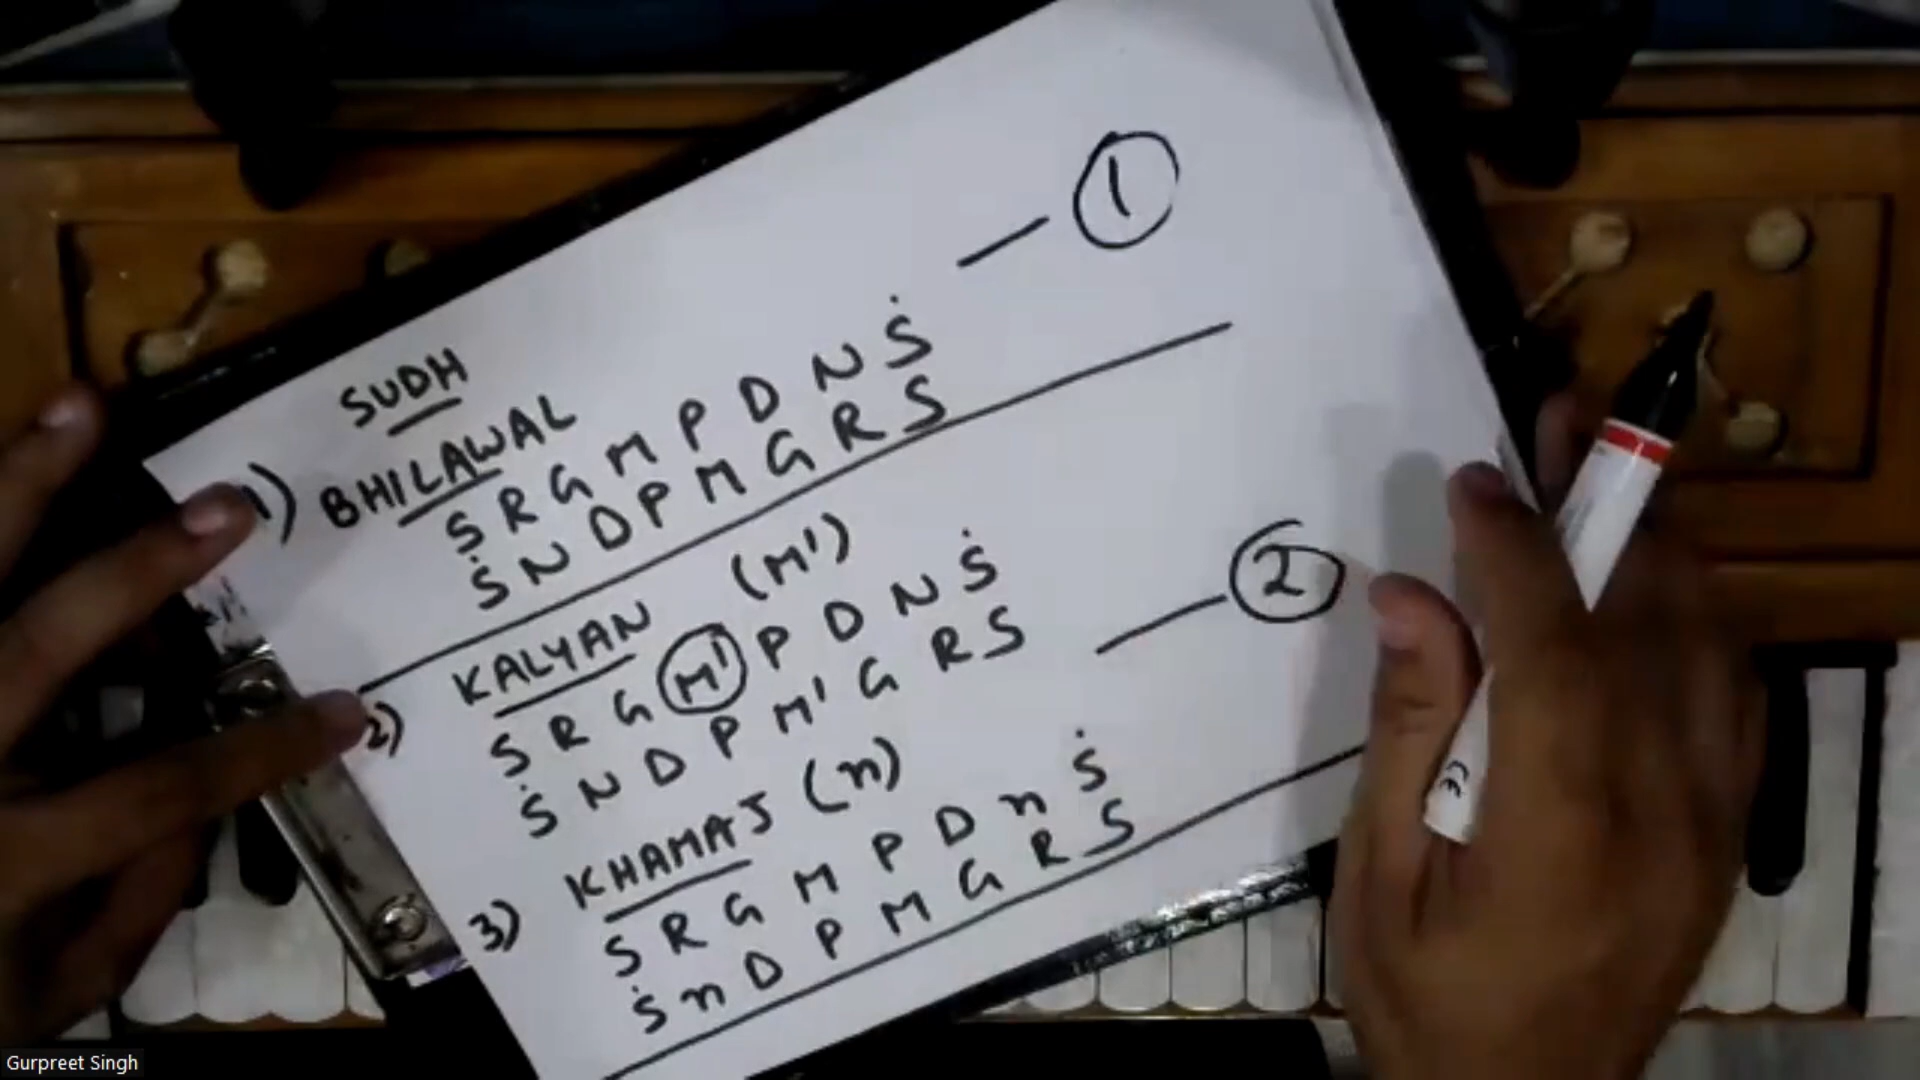 SUDH
1) BHILAWAL
S R G M P D N Ṡ
Ṡ N D P M G R S
— 1
2) KALYAN (M')
S R G M' P D N Ṡ
Ṡ N D P M' G R S
— 2
3) KHAMAJ (n)
S R G M P D n Ṡ
Ṡ n D P M G R S
Gurpreet Singh